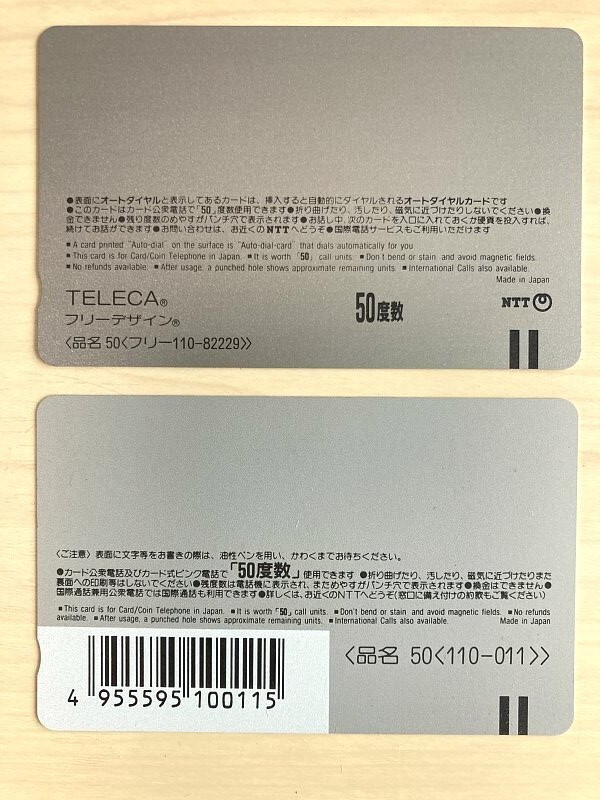 ●表面にオートダイヤルと表示してあるカードは、挿入すると自動的にダイヤルされるオートダイヤルカードです
●このカードはカード公衆電話で「50」度数使用できます●折り曲げたり、汚したり、磁気に近づけたりしないでください●換
金できません●残り度数のめやすがパンチ穴で表示されます●お話し中、次のカードを入口に入れておくか硬貨を投入すれば、
続けてお話ができます●お問い合わせは、お近くのNTTへどうぞ●国際電話サービスもご利用いただけます
■A card printed "Auto-dial" on the surface is "Auto-dial-card" that dials automatically for you
■This card is for Card/Coin Telephone in Japan. ■It is worth「50」call units. ■Don't bend or stain and avoid magnetic fields.
■No refunds available. ■After usage, a punched hole shows approximate remaining units. ■International Calls also available.
Made in Japan
TELECA®
フリーデザイン®
〈品名 50〈フリー110-82229〉〉
50度数
NTT
〈ご注意〉表面に文字等をお書きの際は、油性ペンを用い、かわくまでお待ちください。
●カード公衆電話及びカード式ピンク電話で「50度数」使用できます ●折り曲げたり、汚したり、磁気に近づけたりまた
裏面への印刷等はしないでください●残度数は電話機に表示され、まためやすがパンチ穴で表示されます ●換金はできません●
国際通話兼用公衆電話では国際通話も利用できます●詳しくは、お近くのNTTへどうぞ(窓口に備え付けの約款もご覧ください)
■This card is for Card/Coin Telephone in Japan. ■It is worth「50」call units. ■Don't bend or stain and avoid magnetic fields. ■No refunds
available. ■After usage, a punched hole shows approximate remaining units. ■International Calls also available. Made in Japan
〈品名 50〈110-011〉〉
4 955595 100115